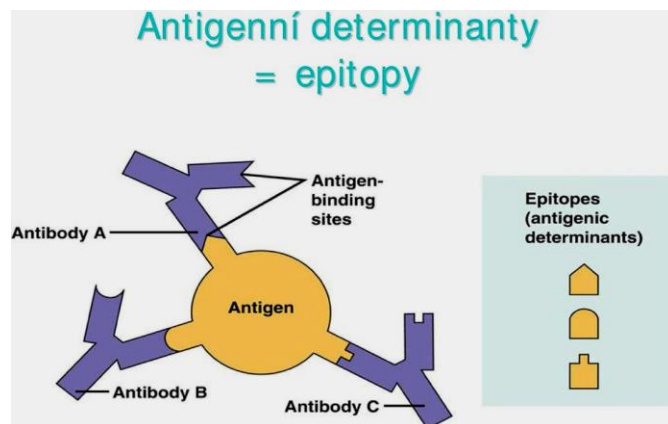 Antigenní determinanty
= epitopy
Antigen-
binding
sites
Antibody A
Epitopes
(antigenic
determinants)
Antigen
Antibody B
Antibody C